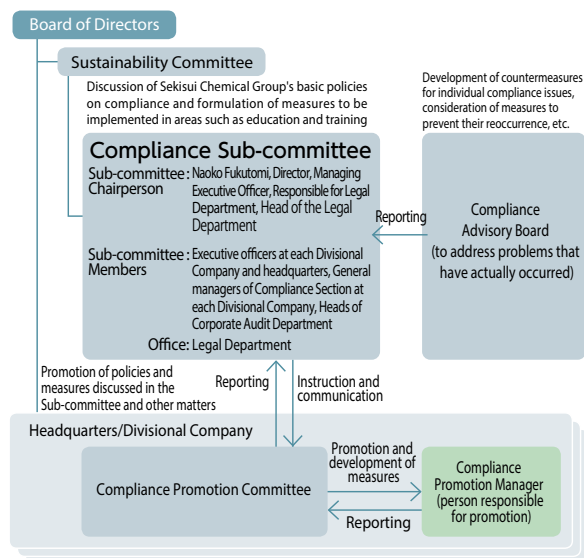 Board of Directors
Sustainability Committee
Discussion of Sekisui Chemical Group's basic policies
on compliance and formulation of measures to be
implemented in areas such as education and training
Development of countermeasures
for individual compliance issues,
consideration of measures to
prevent their reoccurrence, etc.
Compliance Sub-committee
Sub-committee: Naoko Fukutomi, Director, Managing
Chairperson Executive Officer, Responsible for Legal
Department, Head of the Legal
Department
Sub-committee: Executive officers at each Divisional
Members Company and headquarters, General
managers of Compliance Section at
each Divisional Company, Heads of
Corporate Audit Department
Office: Legal Department
Reporting
Compliance
Advisory Board
(to address problems that
have actually occurred)
Promotion of policies and
measures discussed in the
Sub-committee and other matters
Reporting
Instruction and
communication
Headquarters/Divisional Company
Compliance Promotion Committee
Promotion and
development of
measures
Reporting
Compliance
Promotion Manager
(person responsible
for promotion)